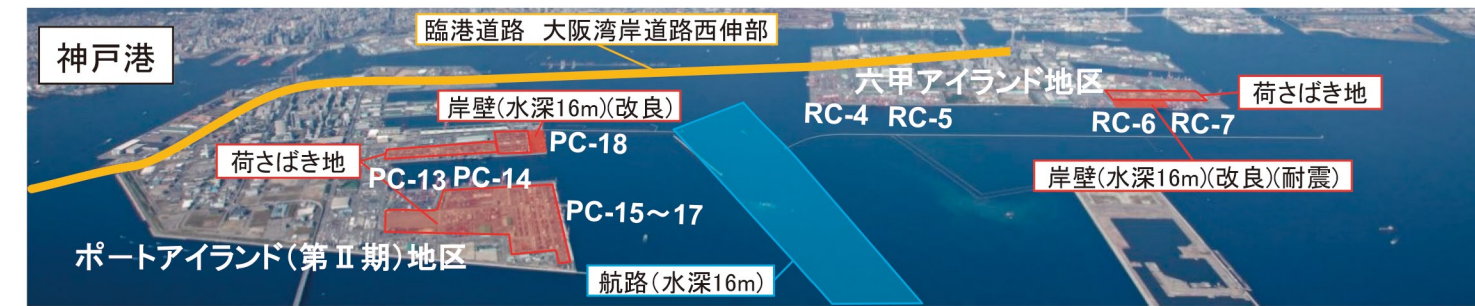 神戸港
臨港道路 大阪湾岸道路西伸部
六甲アイランド地区
荷さばき地
岸壁(水深16m)(改良)
RC-4 RC-5
RC-6 RC-7
PC-18
荷さばき地
PC-13 PC-14
岸壁(水深16m)(改良)(耐震)
PC-15～17
ポートアイランド(第Ⅱ期)地区
航路(水深16m)